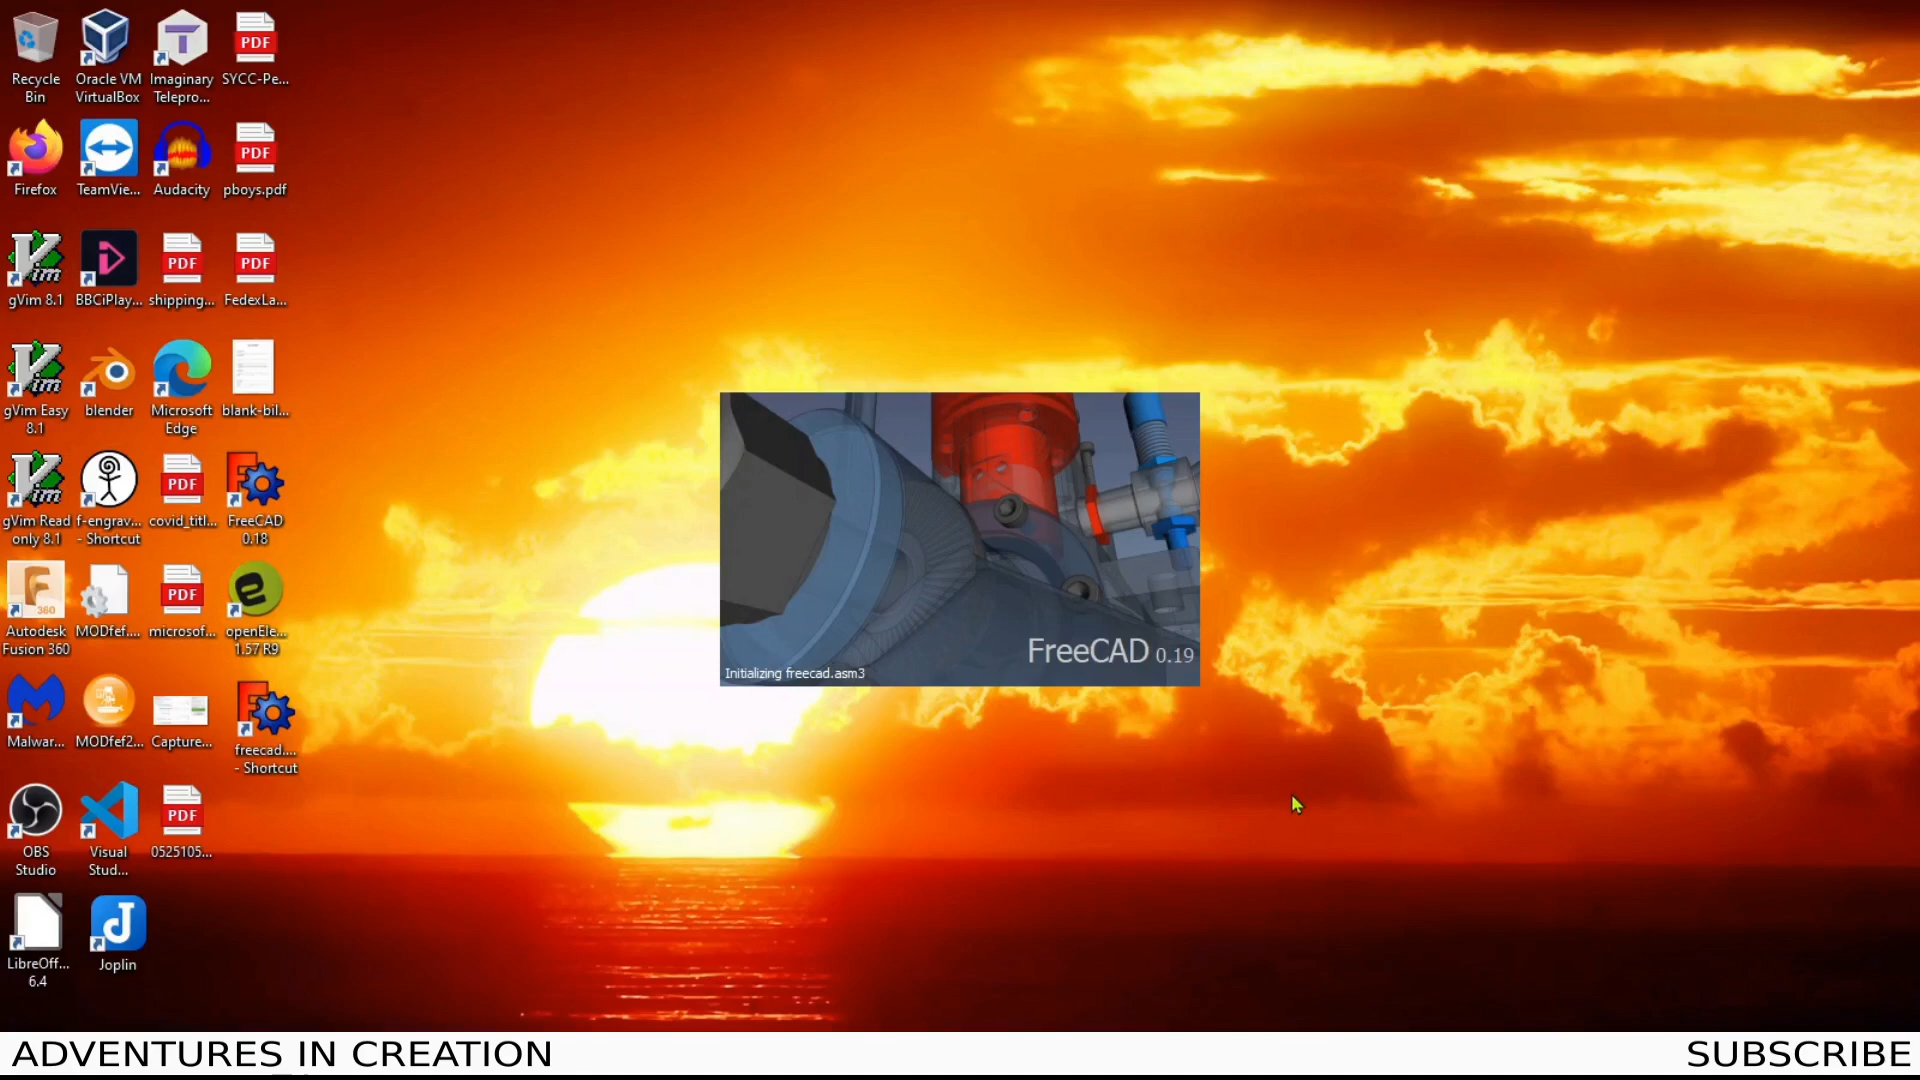 Recycle
Bin
Oracle VM
VirtualBox
Imaginary
Telepro...
SYCC-Pe...
PDF
Firefox
TeamVie...
Audacity
pboys.pdf
PDF
gVim 8.1
BBCiPlay...
shipping...
PDF
FedexLa...
PDF
gVim Easy
8.1
blender
Microsoft
Edge
blank-bil...
gVim Read
only 8.1
f-engrav...
- Shortcut
covid_titl...
PDF
FreeCAD
0.18
Autodesk
Fusion 360
360
MODfef....
microsof...
PDF
openEle...
1.57 R9
Malwar...
MODfef2...
Capture...
freecad....
- Shortcut
OBS
Studio
Visual
Stud...
0525105...
PDF
LibreOff...
6.4
Joplin
FreeCAD 0.19
Initializing freecad.asm3
ADVENTURES IN CREATION
SUBSCRIBE